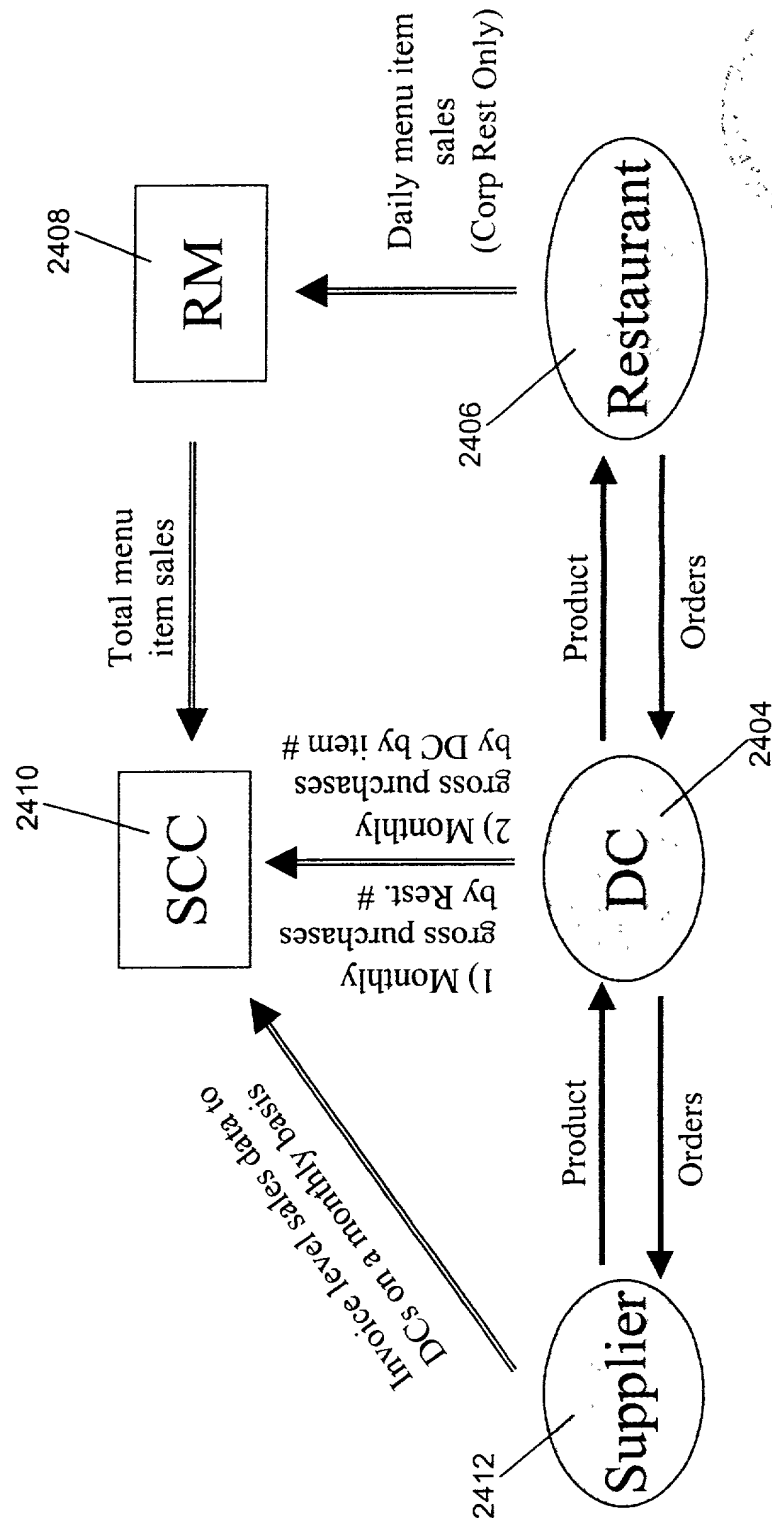 2410
SCC
Total menu
item sales
2408
RM
Invoice level sales data to
DCs on a monthly basis
1) Monthly
gross purchases
by Rest. #
2) Monthly
gross purchases
by DC by item #
Daily menu item
sales
(Corp Rest Only)
2412
Supplier
Product
Orders
DC
2404
Product
Orders
2406
Restaurant